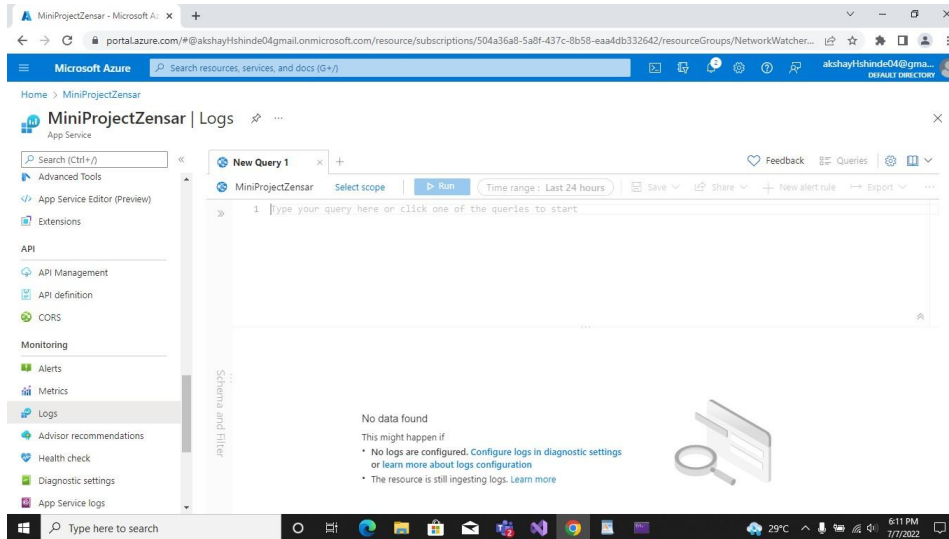 MiniProjectZensar - Microsoft Az
portal.azure.com/#@akshayHshinde04gmail.onmicrosoft.com/resource/subscriptions/504a36a8-5a8f-437c-8b58-eaa4db332642/resourceGroups/NetworkWatcher...
Microsoft Azure
Search resources, services, and docs (G+/)
2
akshayHshinde04@gma...
DEFAULT DIRECTORY
Home > MiniProjectZensar
MiniProjectZensar | Logs
App Service
Search (Ctrl+/)
Advanced Tools
App Service Editor (Preview)
Extensions
API
API Management
API definition
CORS
Monitoring
Alerts
Metrics
Logs
Advisor recommendations
Health check
Diagnostic settings
App Service logs
New Query 1
Feedback
Queries
MiniProjectZensar
Select scope
Run
Time range : Last 24 hours
Save
Share
New alert rule
Export
1 Type your query here or click one of the queries to start
Schema and Filter
No data found
This might happen if
• No logs are configured. Configure logs in diagnostic settings
or learn more about logs configuration
• The resource is still ingesting logs. Learn more
Type here to search
29°C
6:11 PM
7/7/2022